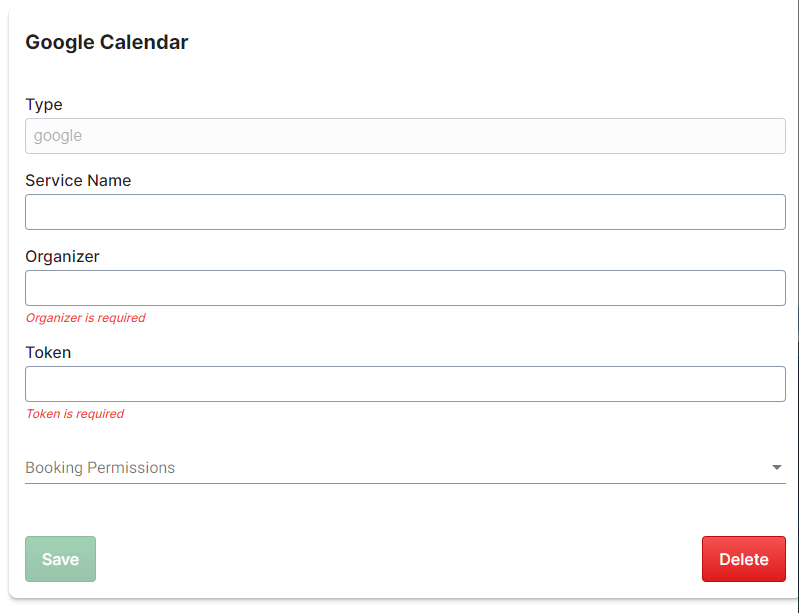 Google Calendar
Type
google
Service Name
Organizer
Organizer is required
Token
Token is required
Booking Permissions
Save
Delete